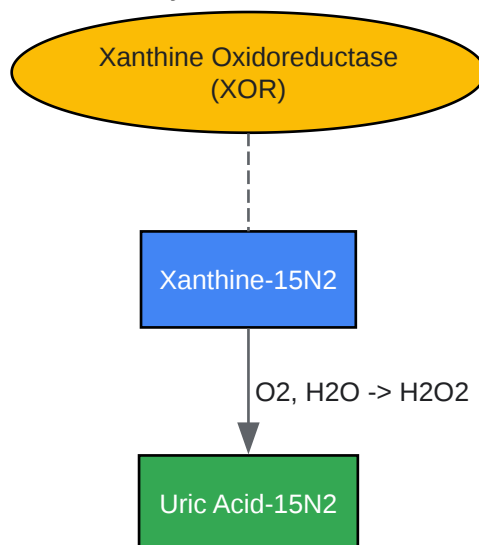 Xanthine Oxidoreductase
(XOR)
Xanthine-15N2
O2, H2O -> H2O2
Uric Acid-15N2